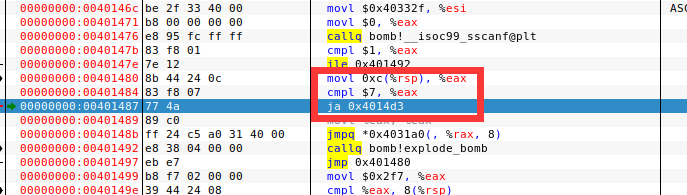 00000000:0040146c be 2f 33 40 00 movl $0x40332f, %esi ASC
00000000:00401471 b8 00 00 00 00 movl $0, %eax
00000000:00401476 e8 95 fc ff ff callq bomb!__isoc99_sscanf@plt
00000000:0040147b 83 f8 01 cmpl $1, %eax
00000000:0040147e 7e 12 jle 0x401492
00000000:00401480 8b 44 24 0c movl 0xc(%rsp), %eax
00000000:00401484 83 f8 07 cmpl $7, %eax
00000000:00401487 77 4a ja 0x4014d3
00000000:00401489 89 c0 movl %eax, %eax
00000000:0040148b ff 24 c5 a0 31 40 00 jmpq *0x4031a0(, %rax, 8)
00000000:00401492 e8 38 04 00 00 callq bomb!explode_bomb
00000000:00401497 eb e7 jmp 0x401480
00000000:00401499 b8 f7 02 00 00 movl $0x2f7, %eax
00000000:0040149e 39 44 24 08 cmpl %eax, 8(%rsp)